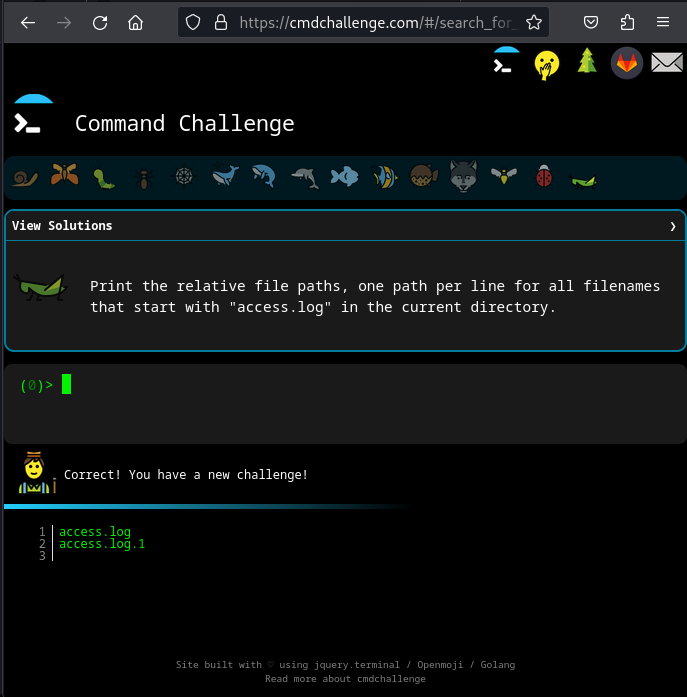 https://cmdchallenge.com/#/search_for_
Command Challenge
View Solutions
Print the relative file paths, one path per line for all filenames
that start with "access.log" in the current directory.
(0)>
Correct! You have a new challenge!
1 access.log
2 access.log.1
3
Site built with ♡ using jquery.terminal / Openmoji / Golang
Read more about cmdchallenge